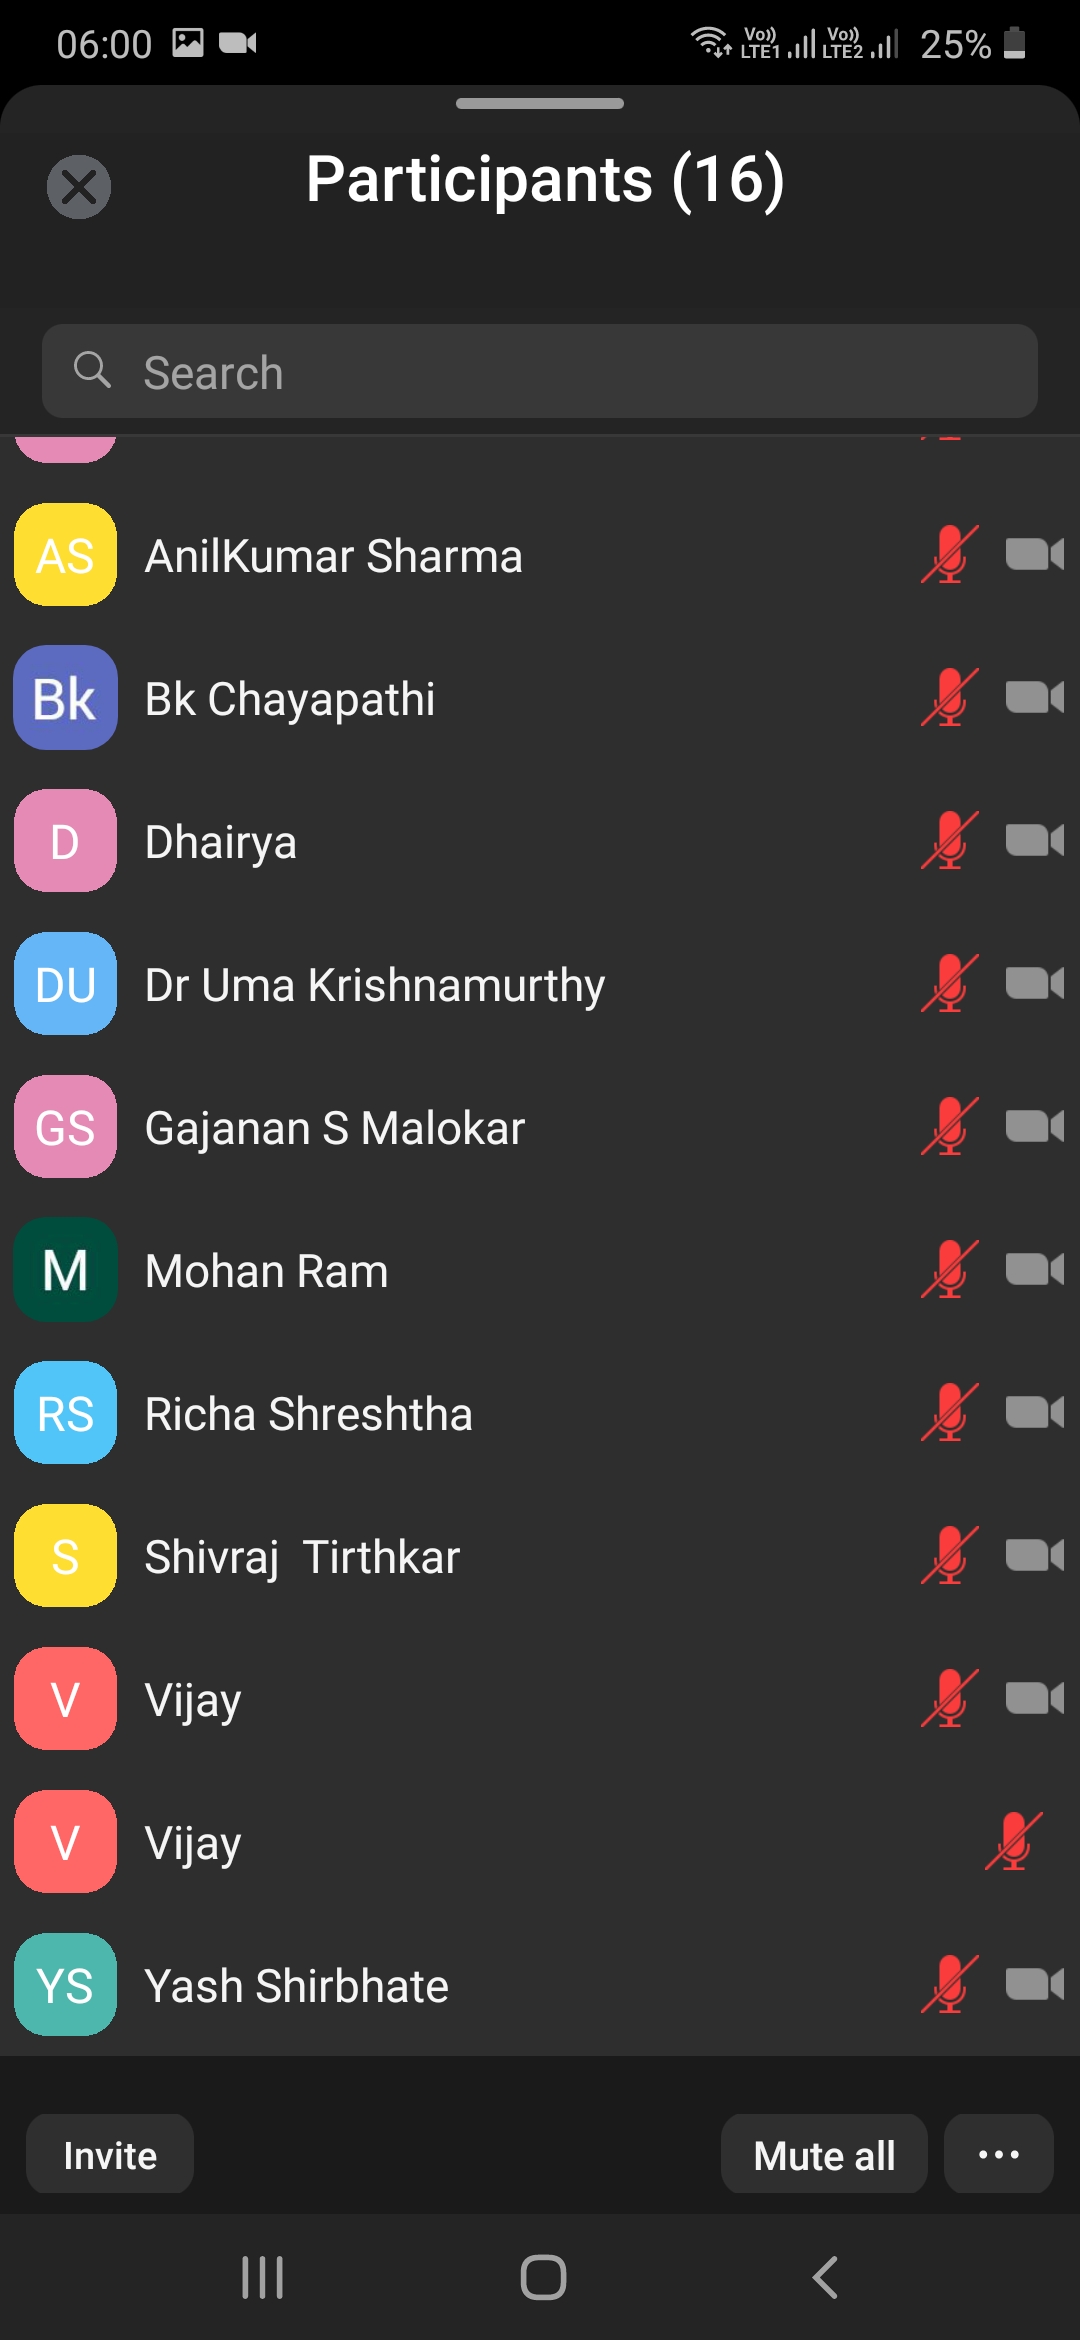 06:00 Vo)) LTE1 Vo)) LTE2 25%
Participants (16)
Search
AS AnilKumar Sharma
Bk Bk Chayapathi
D Dhairya
DU Dr Uma Krishnamurthy
GS Gajanan S Malokar
M Mohan Ram
RS Richa Shreshtha
S Shivraj  Tirthkar
V Vijay
V Vijay
YS Yash Shirbhate
Invite Mute all ...